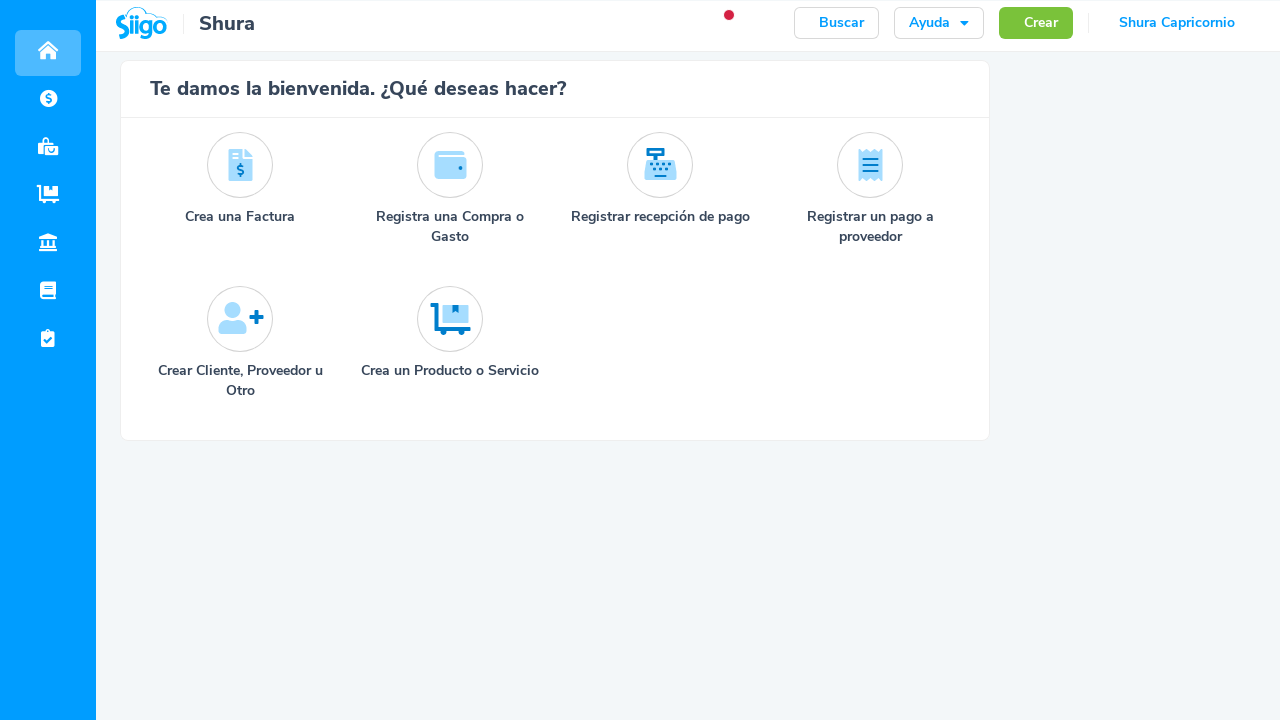 Siigo
Shura
Buscar
Ayuda
Crear
Shura Capricornio
Te damos la bienvenida. ¿Qué deseas hacer?
Crea una Factura
Registra una Compra o
Gasto
Registrar recepción de pago
Registrar un pago a
proveedor
Crear Cliente, Proveedor u
Otro
Crea un Producto o Servicio